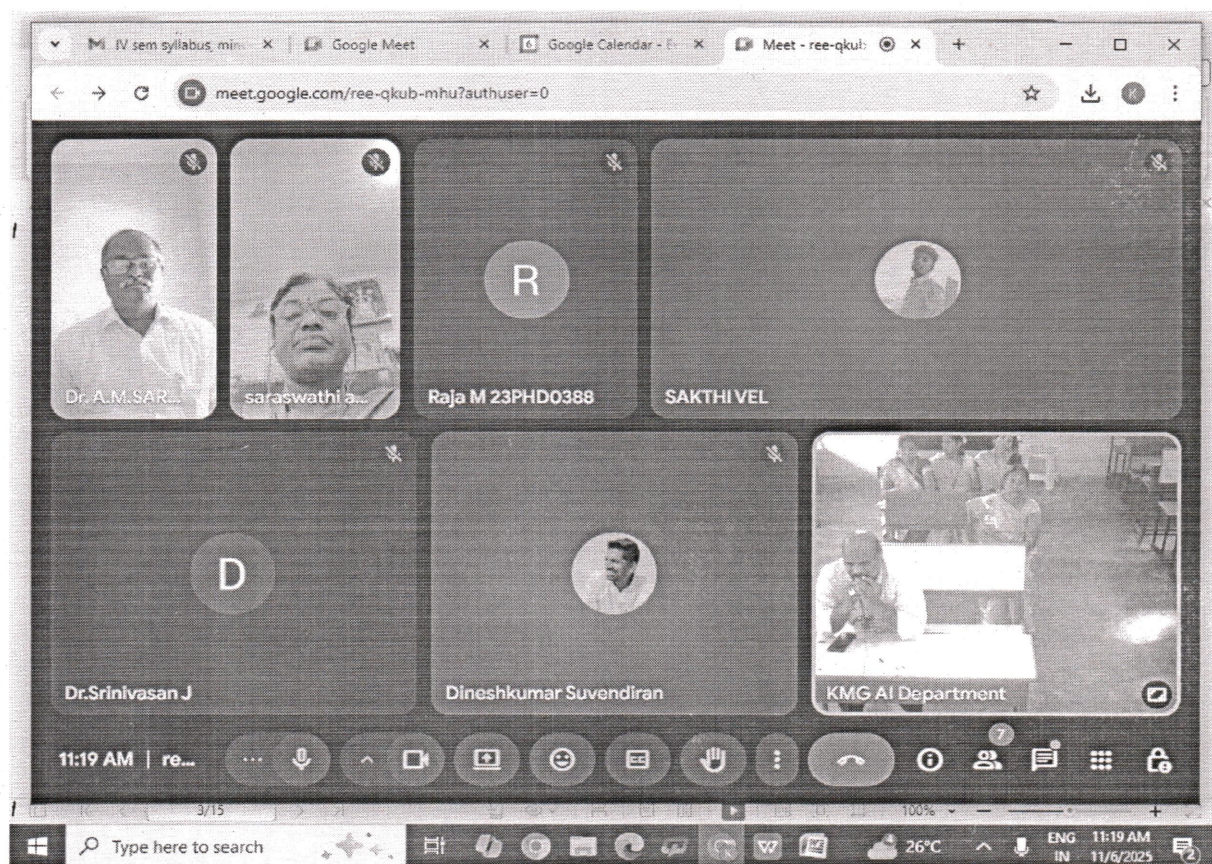 IV sem syllabus, min
Google Meet
Google Calendar - E
Meet - ree-qkub
meet.google.com/ree-qkub-mhu?authuser=0
R
Dr. A.M.SAR...
saraswathi a...
Raja M 23PHD0388
SAKTHI VEL
D
Dr.Srinivasan J
Dineshkumar Suvendiran
KMG AI Department
11:19 AM | re...
7
3/15
100%
Type here to search
26°C
ENG
11:19 AM
IN
11/6/2025
2